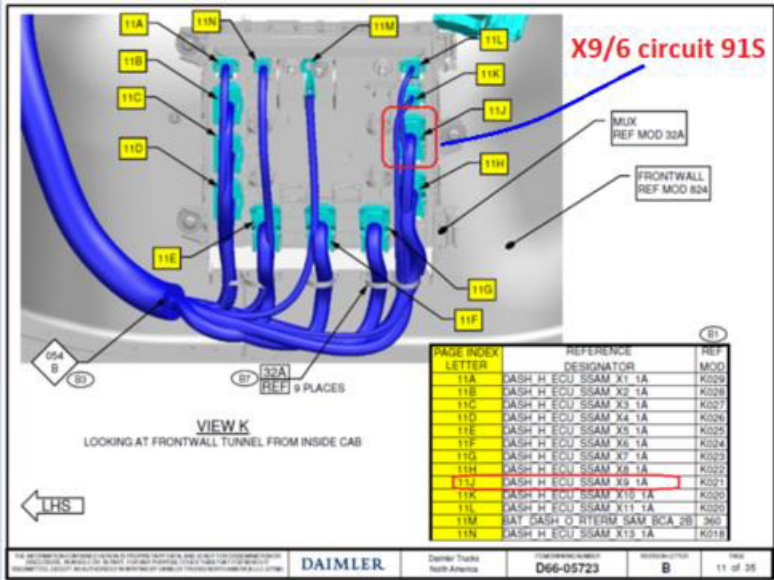 11A
11N
11M
11L
X9/6 circuit 91S
11B
11K
11C
11J
MUX
REF MOD 32A
11D
11H
FRONTWALL
REF MOD 824
11E
11G
11F
054
B
B3
B7
32A
REF
9 PLACES
VIEW K
LOOKING AT FRONTWALL TUNNEL FROM INSIDE CAB
LHS
B1
PAGE INDEX LETTER REFERENCE DESIGNATOR REF MOD
11A DASH_H_ECU_SSAM_X1_1A K029
11B DASH_H_ECU_SSAM_X2_1A K028
11C DASH_H_ECU_SSAM_X3_1A K027
11D DASH_H_ECU_SSAM_X4_1A K026
11E DASH_H_ECU_SSAM_X5_1A K025
11F DASH_H_ECU_SSAM_X6_1A K024
11G DASH_H_ECU_SSAM_X7_1A K023
11H DASH_H_ECU_SSAM_X8_1A K022
11J DASH_H_ECU_SSAM_X9_1A K021
11K DASH_H_ECU_SSAM_X10_1A K020
11L DASH_H_ECU_SSAM_X11_1A K020
11M BAT_DASH_O_RTERM_SAM_BCA_2B 360
11N DASH_H_ECU_SSAM_X13_1A K018
DAIMLER
Daimler Trucks
North America
D66-05723
B
PAGE
11 of 35